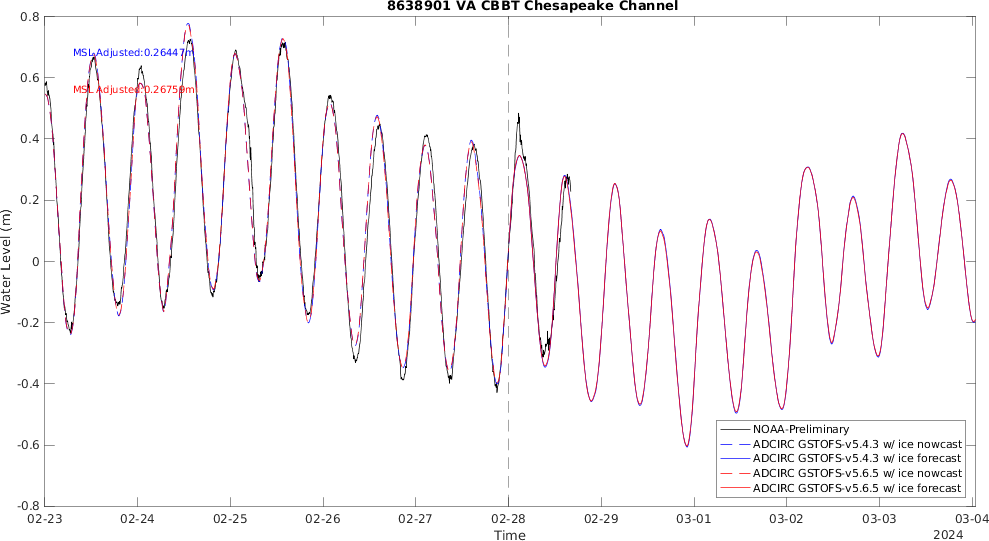 8638901 VA CBBT Chesapeake Channel
0.8
0.6
0.4
0.2
0
-0.2
-0.4
-0.6
-0.8
Water Level (m)
MSL Adjusted:0.26447m
MSL Adjusted:0.26759m
NOAA-Preliminary
ADCIRC GSTOFS-v5.4.3 w/ ice nowcast
ADCIRC GSTOFS-v5.4.3 w/ ice forecast
ADCIRC GSTOFS-v5.6.5 w/ ice nowcast
ADCIRC GSTOFS-v5.6.5 w/ ice forecast
02-23 02-24 02-25 02-26 02-27 02-28 02-29 03-01 03-02 03-03 03-04
Time
2024